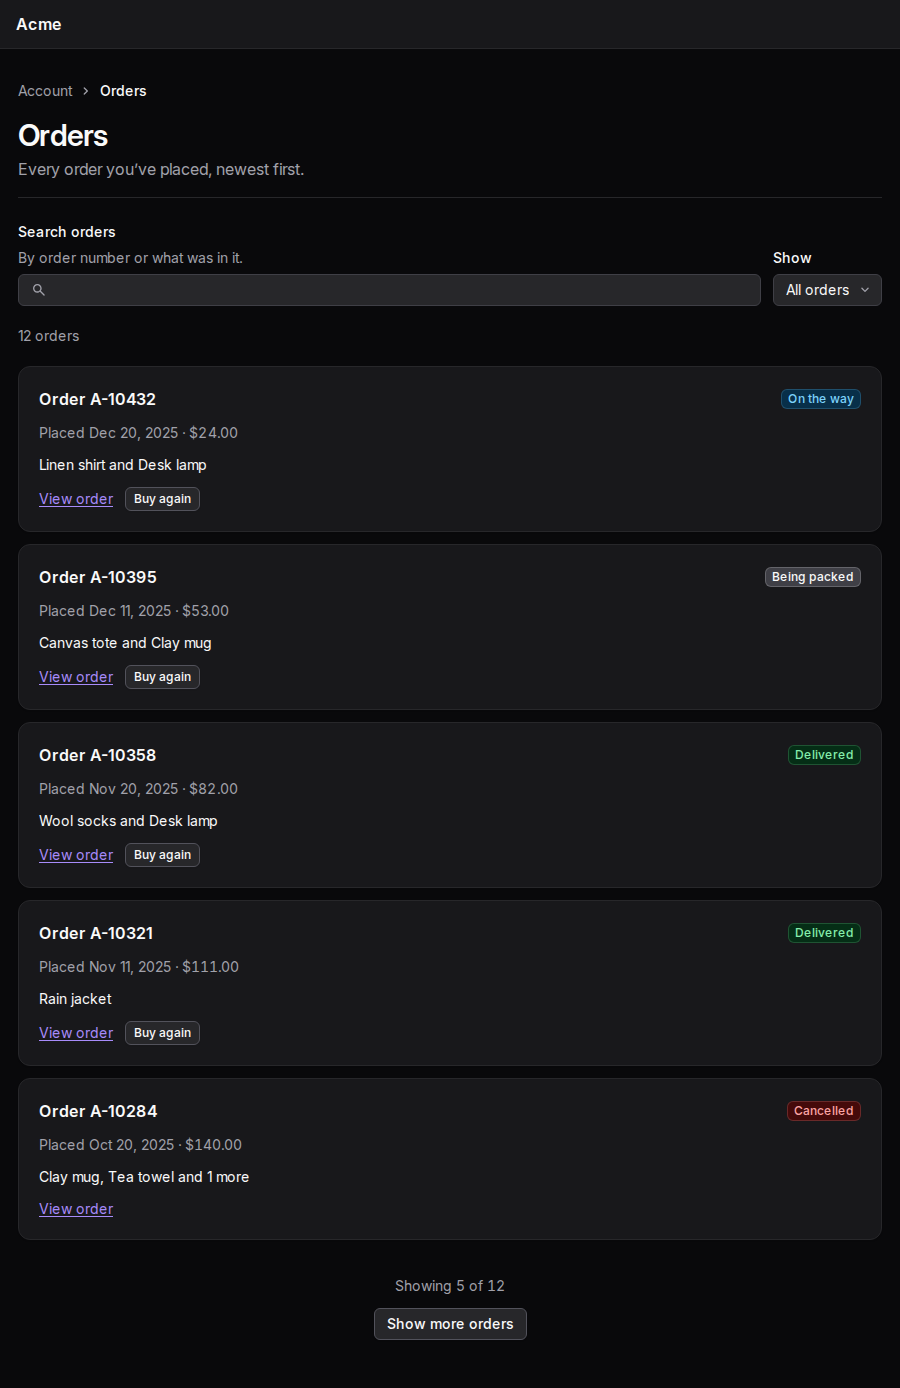 Acme
Account > Orders
Orders
Every order you’ve placed, newest first.
Search orders
By order number or what was in it.
Show
All orders
12 orders
Order A-10432
On the way
Placed Dec 20, 2025 · $24.00
Linen shirt and Desk lamp
View order Buy again
Order A-10395
Being packed
Placed Dec 11, 2025 · $53.00
Canvas tote and Clay mug
View order Buy again
Order A-10358
Delivered
Placed Nov 20, 2025 · $82.00
Wool socks and Desk lamp
View order Buy again
Order A-10321
Delivered
Placed Nov 11, 2025 · $111.00
Rain jacket
View order Buy again
Order A-10284
Cancelled
Placed Oct 20, 2025 · $140.00
Clay mug, Tea towel and 1 more
View order
Showing 5 of 12
Show more orders